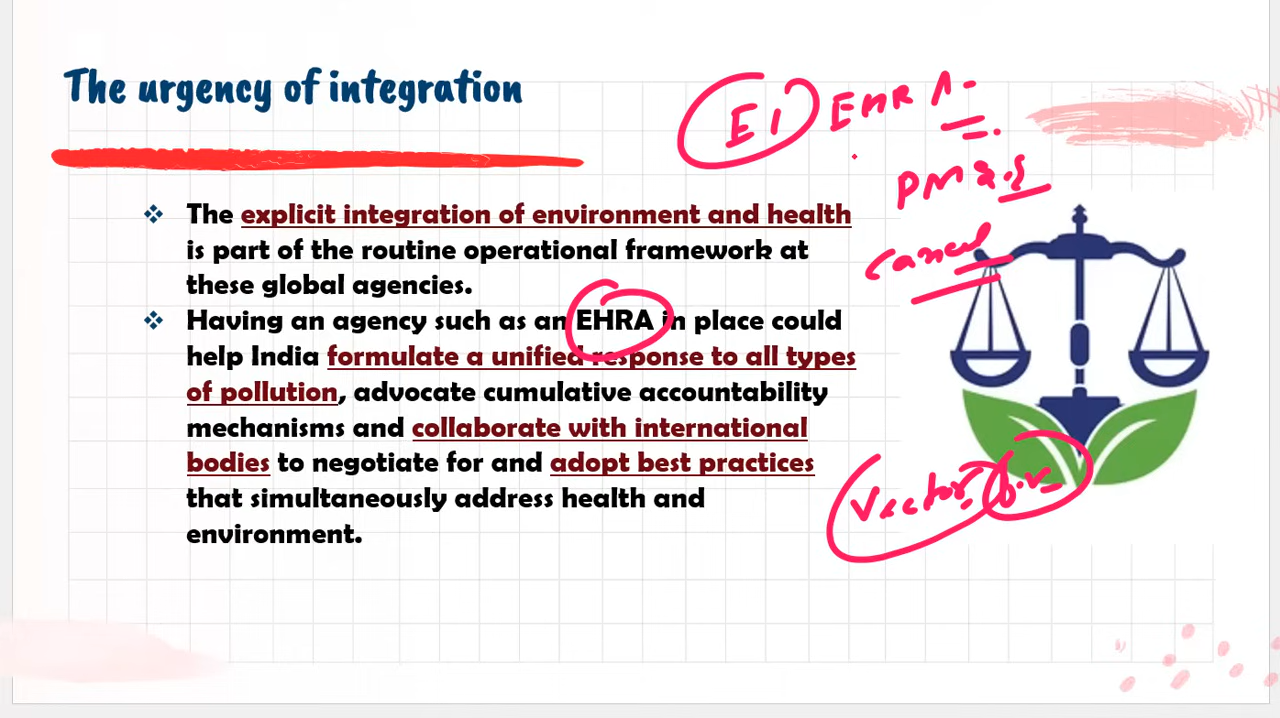 The urgency of integration
E1 EHRA
PM2.5
cancer
❖ The explicit integration of environment and health
is part of the routine operational framework at
these global agencies.
❖ Having an agency such as an EHRA in place could
help India formulate a unified response to all types
of pollution, advocate cumulative accountability
mechanisms and collaborate with international
bodies to negotiate for and adopt best practices
that simultaneously address health and
environment.
Vector